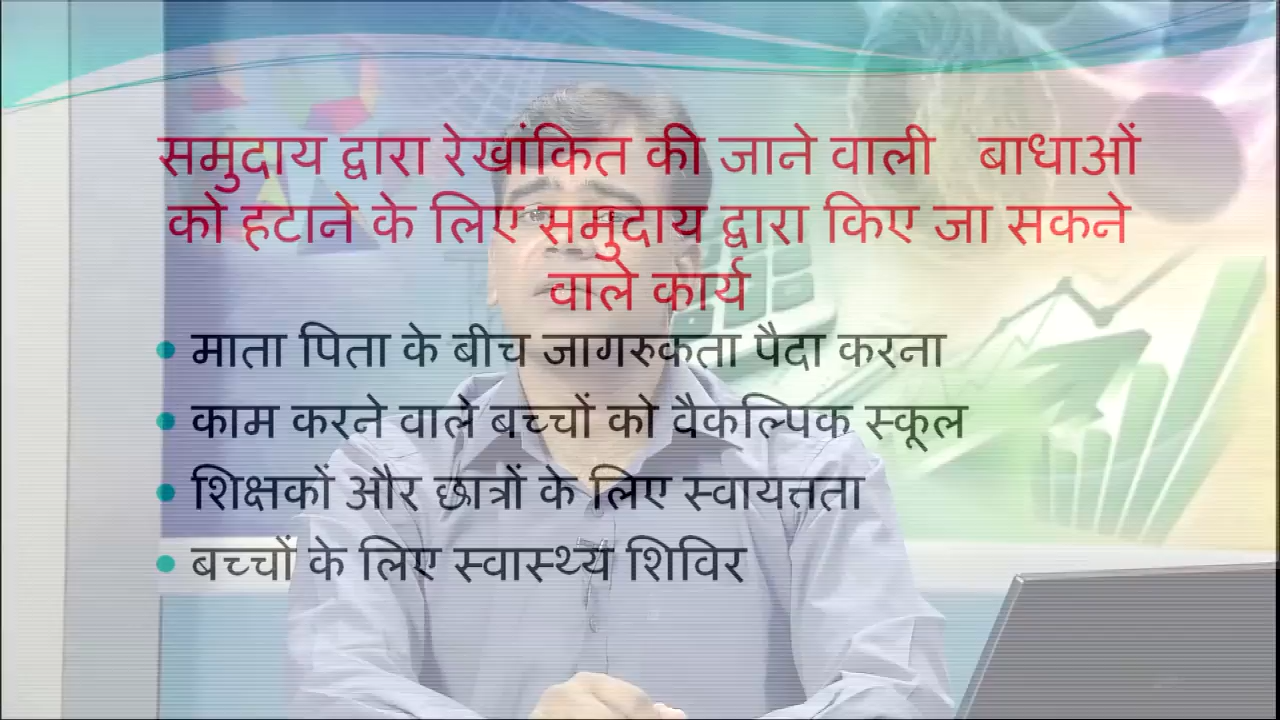 समुदाय द्वारा रेखांकित की जाने वाली बाधाओं
को हटाने के लिए समुदाय द्वारा किए जा सकने
वाले कार्य
• माता पिता के बीच जागरुकता पैदा करना
• काम करने वाले बच्चों को वैकल्पिक स्कूल
• शिक्षकों और छात्रों के लिए स्वायत्तता
• बच्चों के लिए स्वास्थ्य शिविर